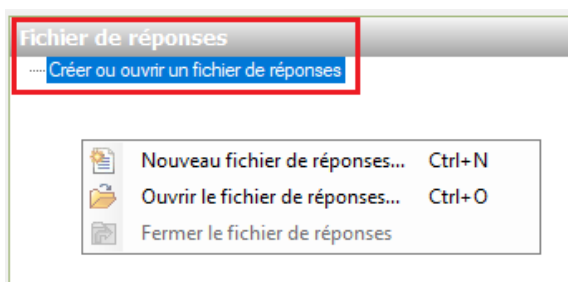 Fichier de réponses
Créer ou ouvrir un fichier de réponses
Nouveau fichier de réponses... Ctrl+N
Ouvrir le fichier de réponses... Ctrl+O
Fermer le fichier de réponses